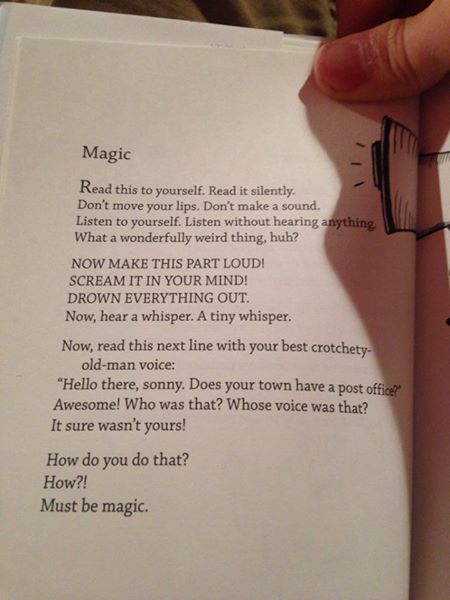 Magic
Read this to yourself. Read it silently.
Don't move your lips. Don't make a sound.
Listen to yourself. Listen without hearing anything.
What a wonderfully weird thing, huh?
NOW MAKE THIS PART LOUD!
SCREAM IT IN YOUR MIND!
DROWN EVERYTHING OUT.
Now, hear a whisper. A tiny whisper.
Now, read this next line with your best crotchety-
old-man voice:
"Hello there, sonny. Does your town have a post office?"
Awesome! Who was that? Whose voice was that?
It sure wasn't yours!
How do you do that?
How?!
Must be magic.